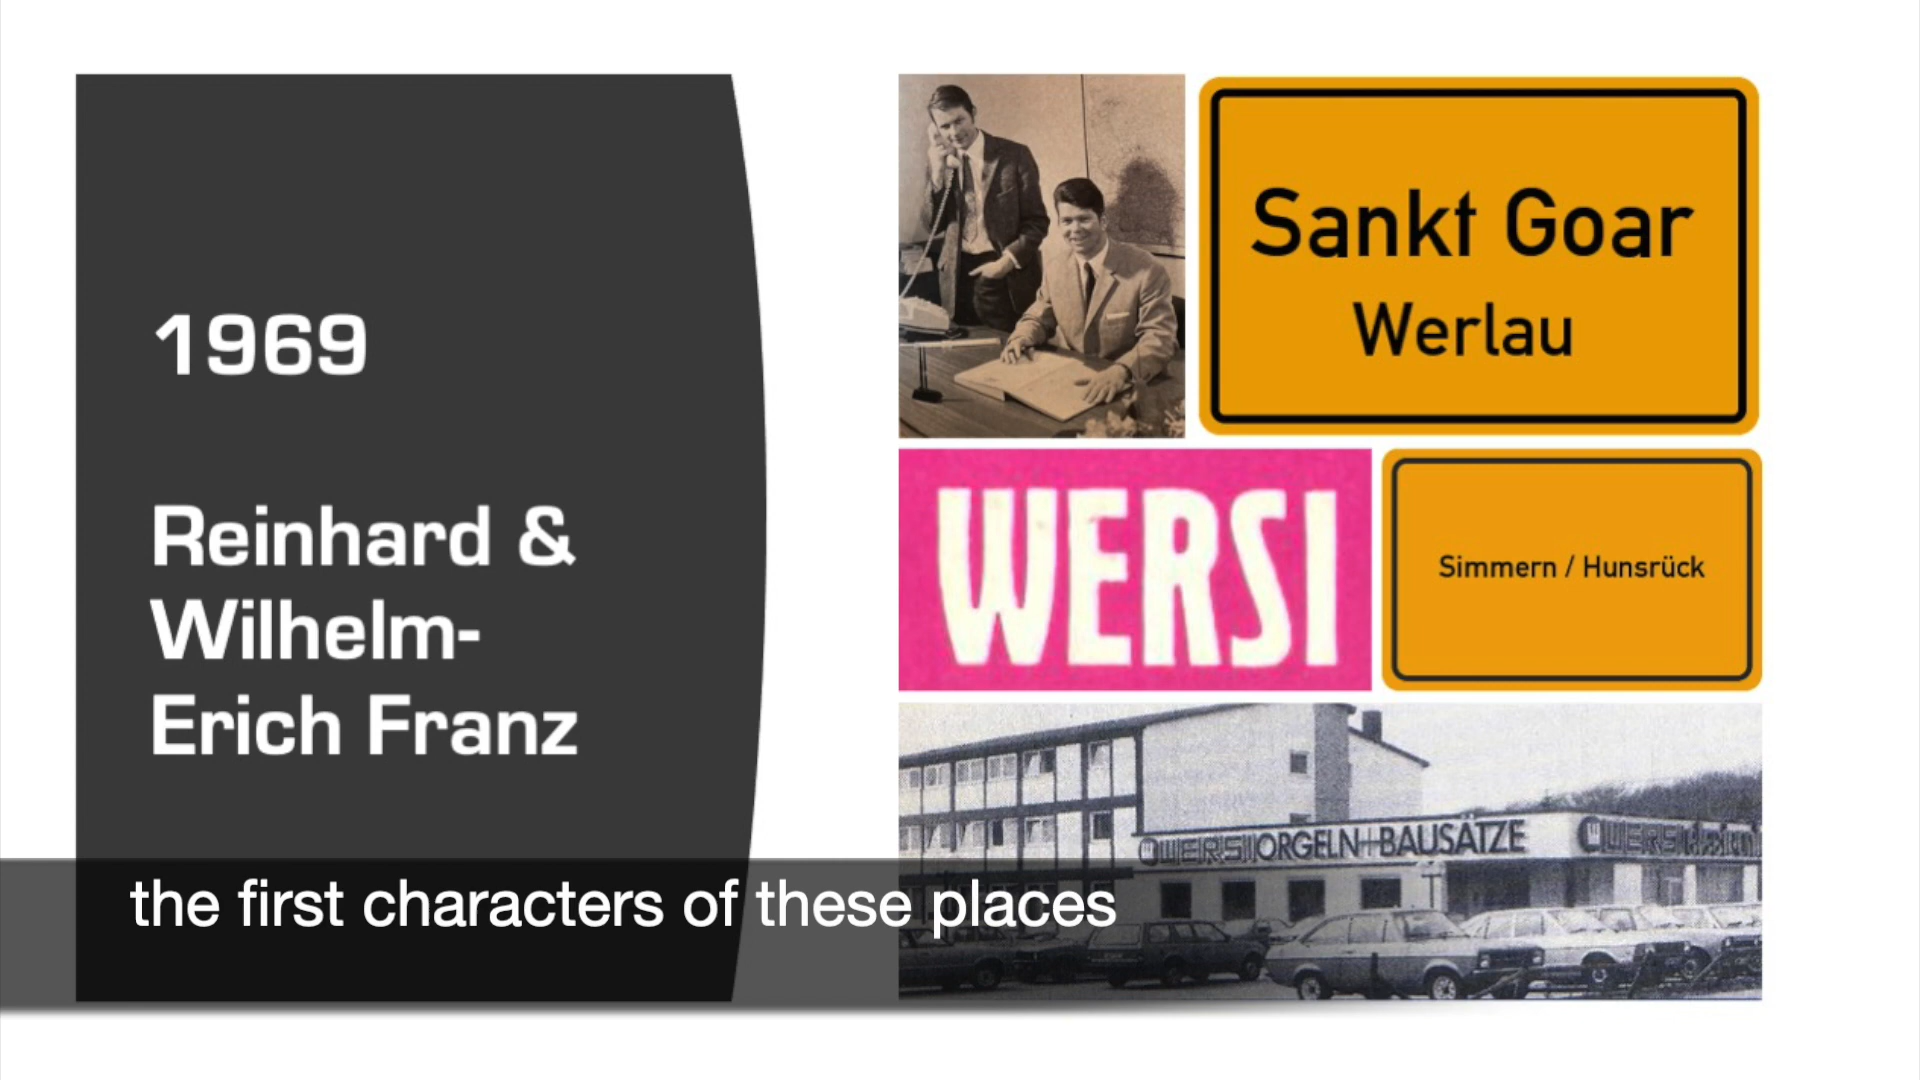 1969
Reinhard &
Wilhelm-
Erich Franz
Sankt Goar
Werlau
WERSI
Simmern / Hunsrück
WERSI ORGELN+BAUSÄTZE
WERSI
the first characters of these places